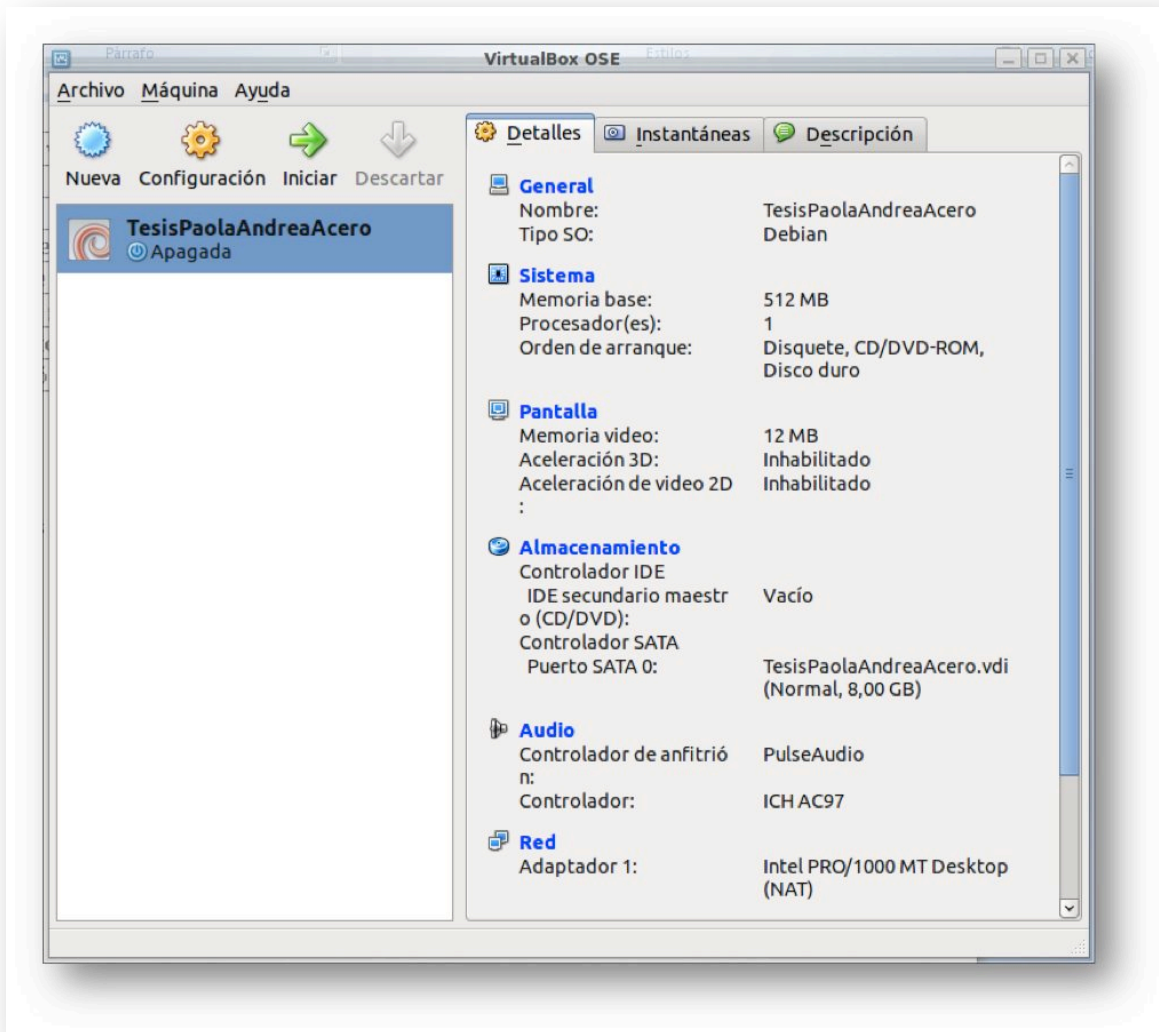 Párrafo
Estilos
VirtualBox OSE
Archivo Máquina Ayuda
Nueva Configuración Iniciar Descartar
TesisPaolaAndreaAcero
Apagada
Detalles Instantáneas Descripción
General
Nombre: TesisPaolaAndreaAcero
Tipo SO: Debian
Sistema
Memoria base: 512 MB
Procesador(es): 1
Orden de arranque: Disquete, CD/DVD-ROM,
Disco duro
Pantalla
Memoria video: 12 MB
Aceleración 3D: Inhabilitado
Aceleración de video 2D Inhabilitado
:
Almacenamiento
Controlador IDE
IDE secundario maestr Vacío
o (CD/DVD):
Controlador SATA
Puerto SATA 0: TesisPaolaAndreaAcero.vdi
(Normal, 8,00 GB)
Audio
Controlador de anfitrió PulseAudio
n:
Controlador: ICH AC97
Red
Adaptador 1: Intel PRO/1000 MT Desktop
(NAT)